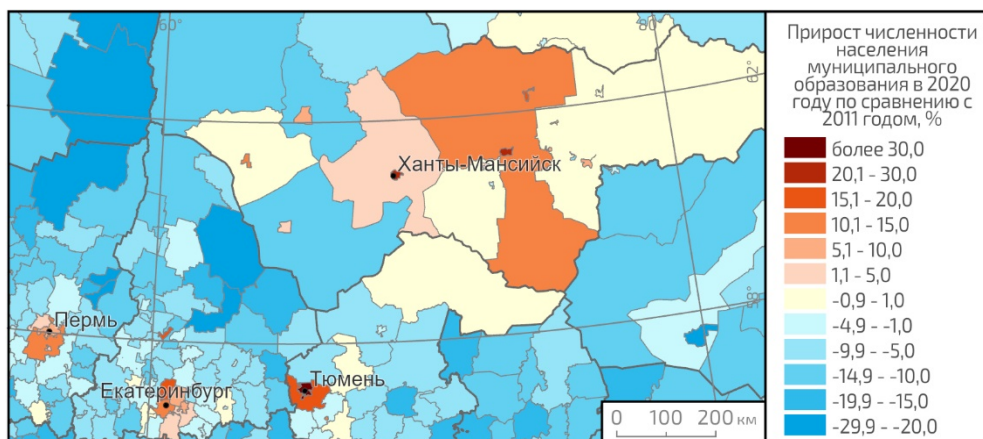 60°
80°
62°
Ханты-Мансийск
58°
Пермь
Екатеринбург
Тюмень
0 100 200 км
Прирост численности
населения
муниципального
образования в 2020
году по сравнению с
2011 годом, %
более 30,0
20,1 - 30,0
15,1 - 20,0
10,1 - 15,0
5,1 - 10,0
1,1 - 5,0
-0,9 - 1,0
-4,9 - -1,0
-9,9 - -5,0
-14,9 - -10,0
-19,9 - -15,0
-29,9 - -20,0